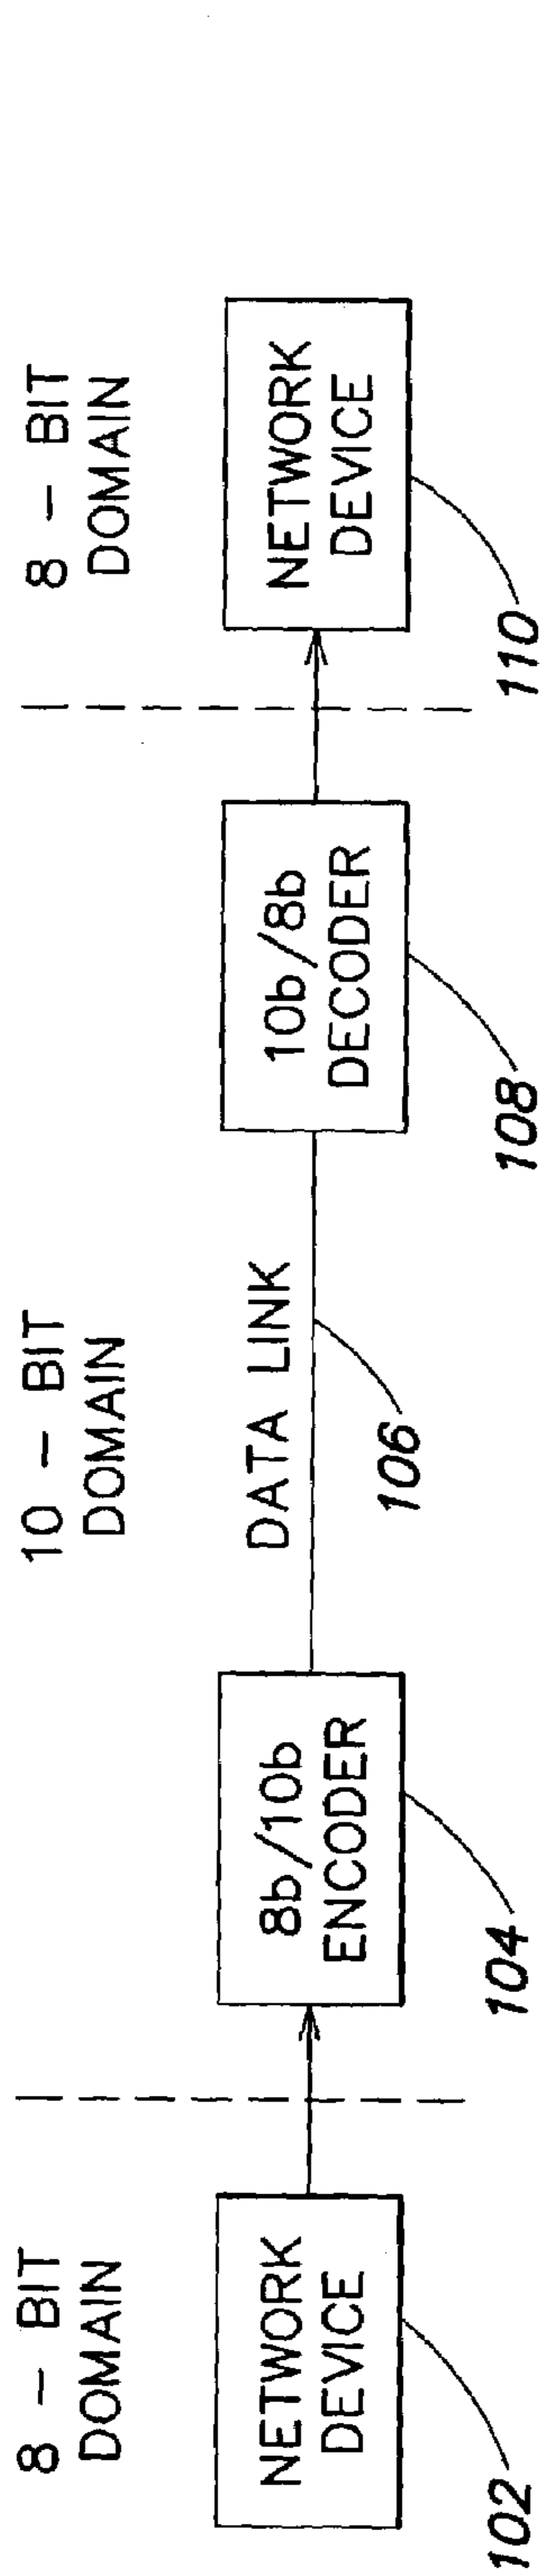 8 – BIT
DOMAIN
10 – BIT
DOMAIN
8 – BIT
DOMAIN
NETWORK
DEVICE
8b/10b
ENCODER
DATA LINK
10b/8b
DECODER
NETWORK
DEVICE
102
104
106
108
110